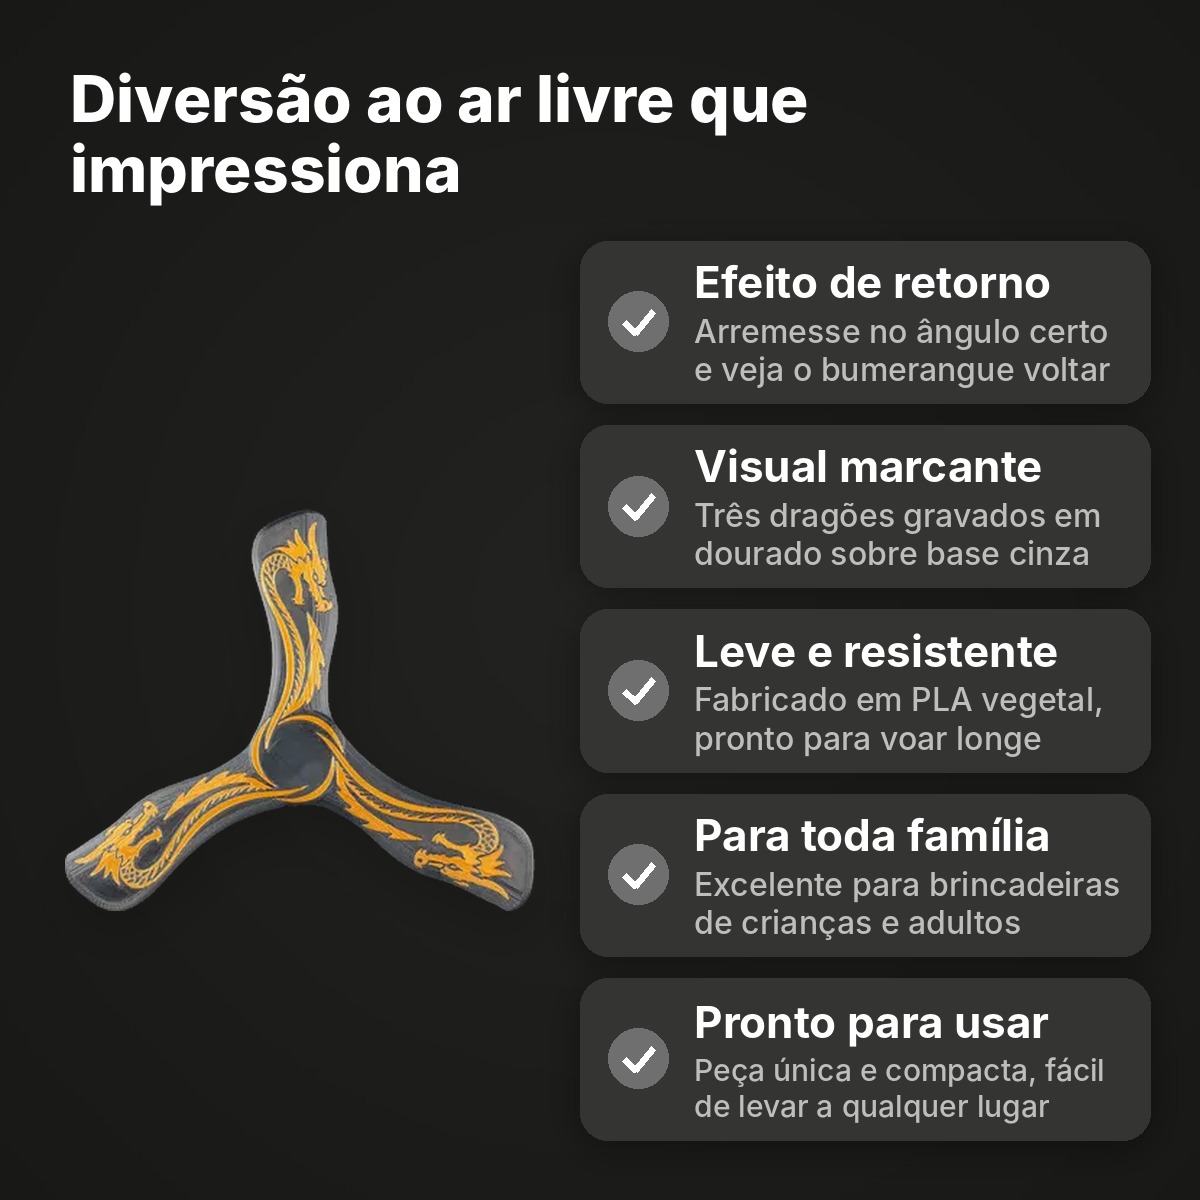 Diversão ao ar livre que
impressiona
Efeito de retorno
Arremesse no ângulo certo
e veja o bumerangue voltar
Visual marcante
Três dragões gravados em
dourado sobre base cinza
Leve e resistente
Fabricado em PLA vegetal,
pronto para voar longe
Para toda família
Excelente para brincadeiras
de crianças e adultos
Pronto para usar
Peça única e compacta, fácil
de levar a qualquer lugar